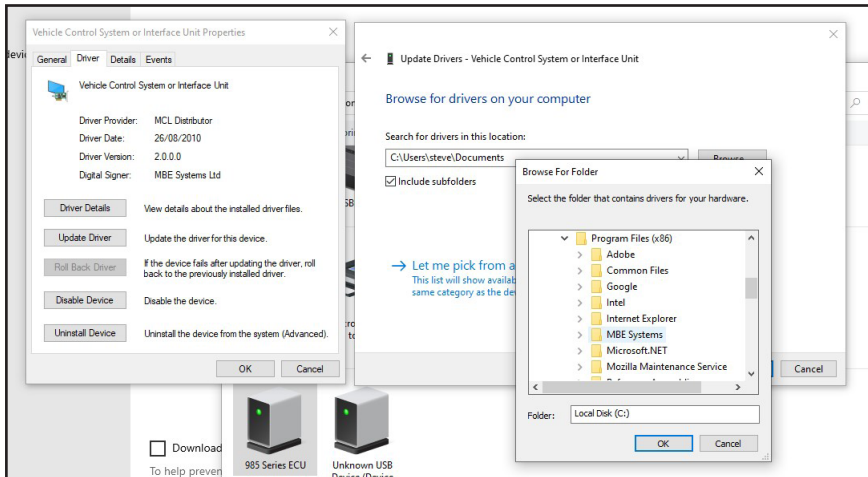 Vehicle Control System or Interface Unit Properties
General Driver Details Events
Vehicle Control System or Interface Unit
Driver Provider: MCL Distributor
Driver Date: 26/08/2010
Driver Version: 2.0.0.0
Digital Signer: MBE Systems Ltd
Driver Details View details about the installed driver files.
Update Driver Update the driver for this device.
Roll Back Driver If the device fails after updating the driver, roll
back to the previously installed driver.
Disable Device Disable the device.
Uninstall Device Uninstall the device from the system (Advanced).
OK Cancel
Update Drivers - Vehicle Control System or Interface Unit
Browse for drivers on your computer
Search for drivers in this location:
C:\Users\steve\Documents Browse...
Include subfolders
Let me pick from a
This list will show availab
same category as the dev
Cancel
Browse For Folder
Select the folder that contains drivers for your hardware.
Program Files (x86)
Adobe
Common Files
Google
Intel
Internet Explorer
MBE Systems
Microsoft.NET
Mozilla Maintenance Service
Folder: Local Disk (C:)
OK Cancel
Download
To help preven
985 Series ECU
Unknown USB
Device (Device